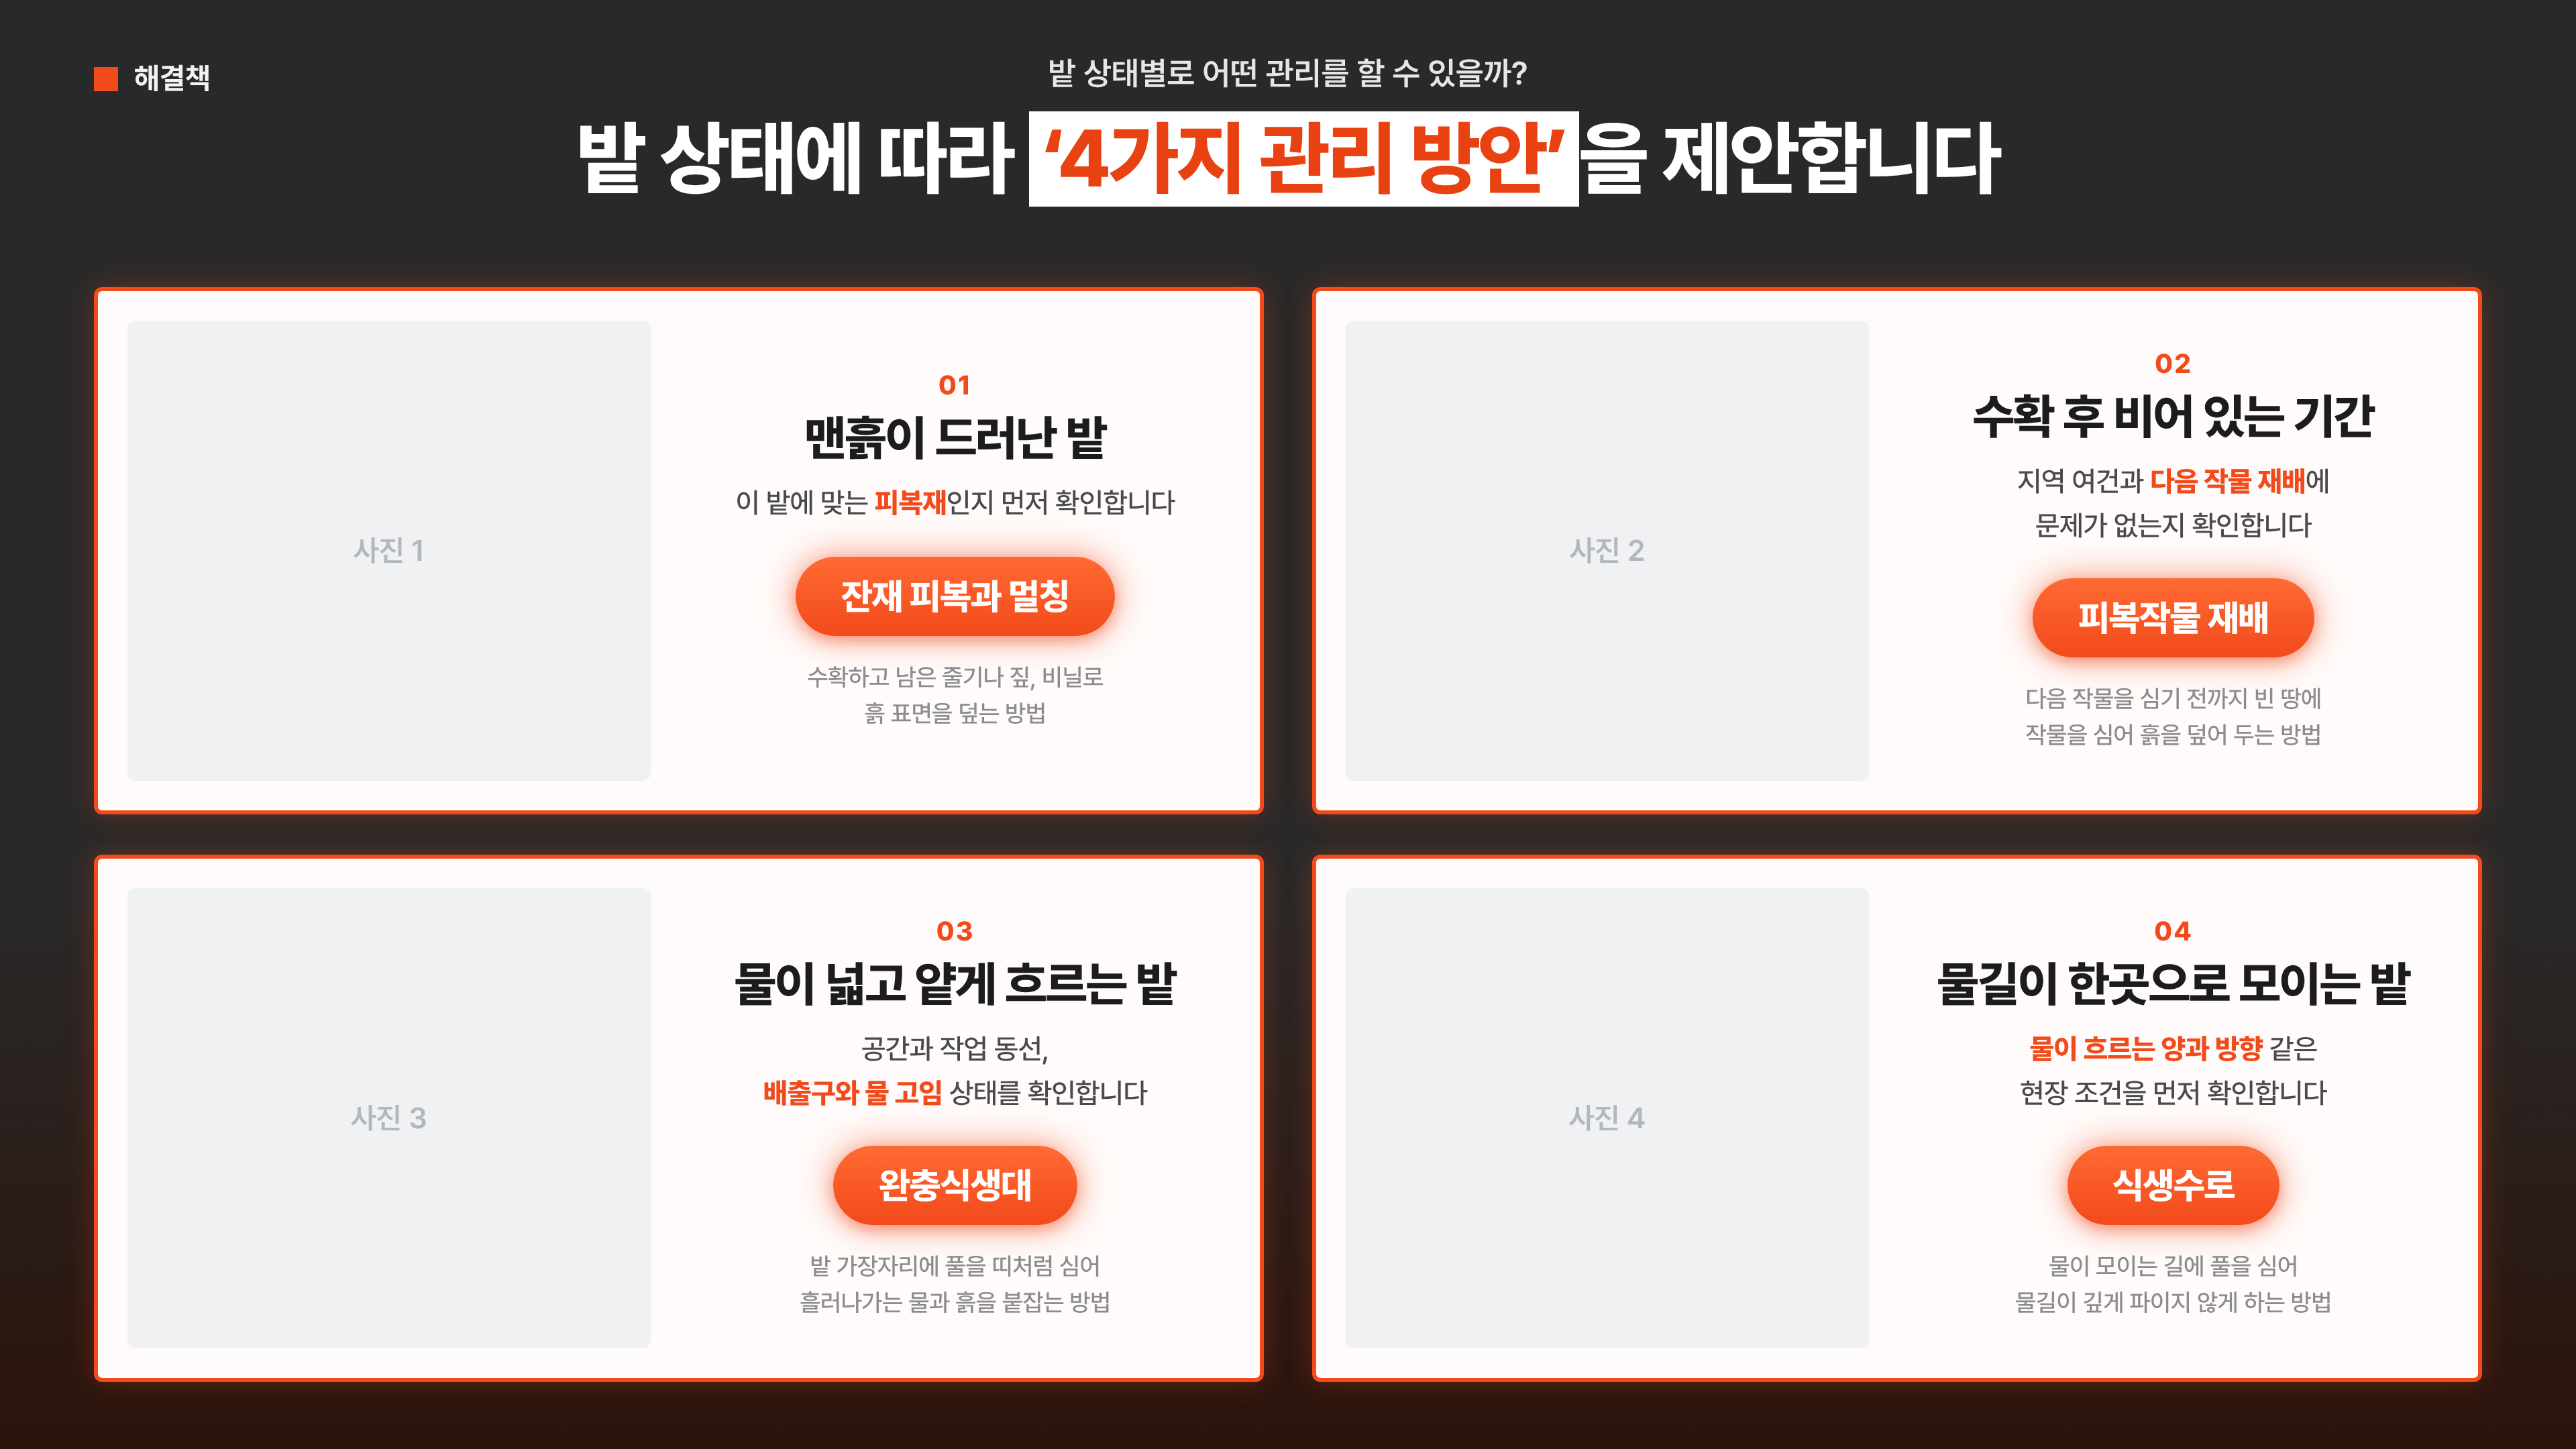 해결책
밭 상태별로 어떤 관리를 할 수 있을까?
밭 상태에 따라 ‘4가지 관리 방안’을 제안합니다
사진 1
01
맨흙이 드러난 밭
이 밭에 맞는 피복재인지 먼저 확인합니다
잔재 피복과 멀칭
수확하고 남은 줄기나 짚, 비닐로
흙 표면을 덮는 방법
사진 2
02
수확 후 비어 있는 기간
지역 여건과 다음 작물 재배에
문제가 없는지 확인합니다
피복작물 재배
다음 작물을 심기 전까지 빈 땅에
작물을 심어 흙을 덮어 두는 방법
사진 3
03
물이 넓고 얕게 흐르는 밭
공간과 작업 동선,
배출구와 물 고임 상태를 확인합니다
완충식생대
밭 가장자리에 풀을 띠처럼 심어
흘러나가는 물과 흙을 붙잡는 방법
사진 4
04
물길이 한곳으로 모이는 밭
물이 흐르는 양과 방향 같은
현장 조건을 먼저 확인합니다
식생수로
물이 모이는 길에 풀을 심어
물길이 깊게 파이지 않게 하는 방법